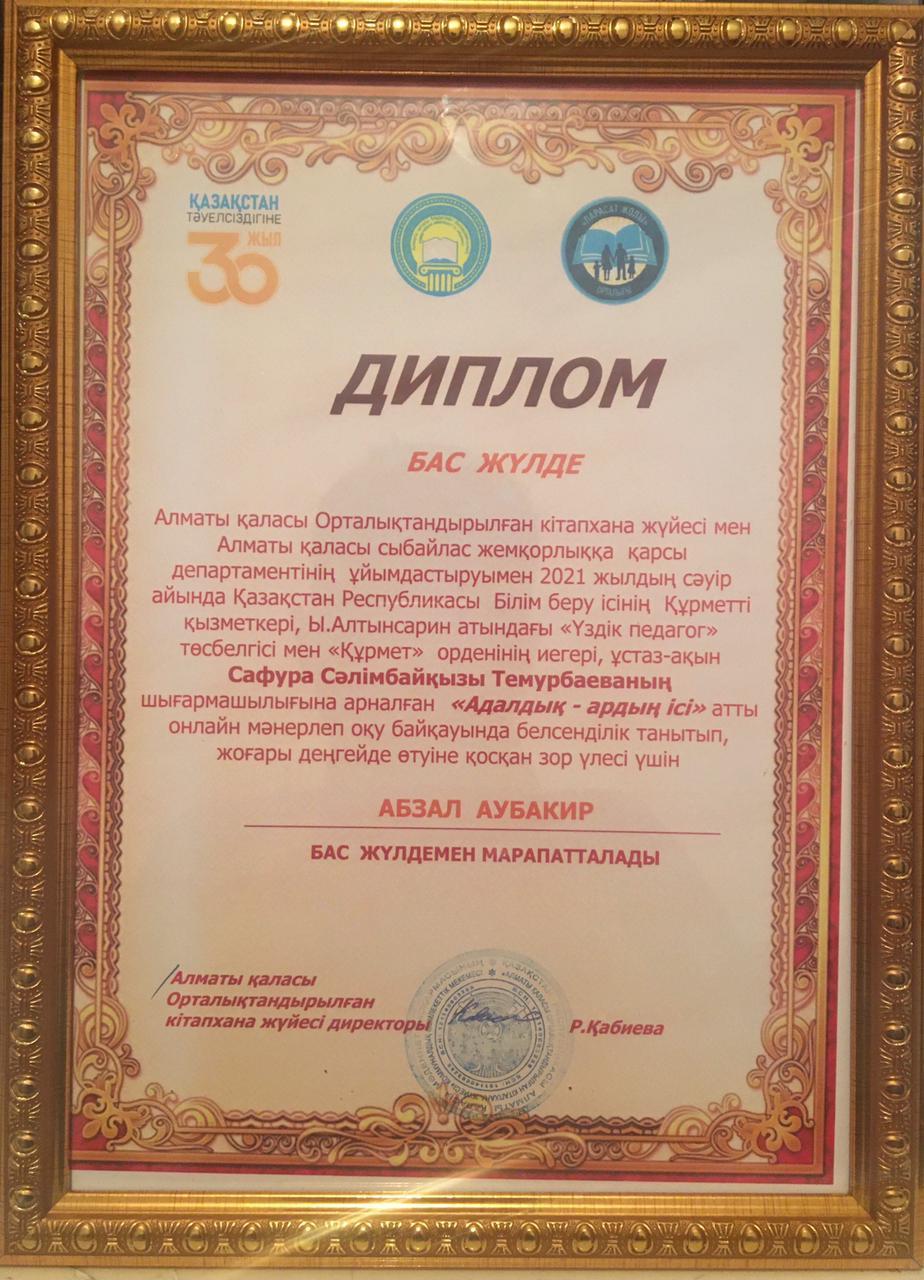 ҚАЗАҚСТАН
ТӘУЕЛСІЗДІГІНЕ
30 ЖЫЛ
«ПАРАСАТ ЖОЛЫ»
ОРТАЛЫҒЫ
ДИПЛОМ
БАС ЖҮЛДЕ
Алматы қаласы Орталықтандырылған кітапхана жүйесі мен
Алматы қаласы сыбайлас жемқорлыққа қарсы
департаментінің ұйымдастыруымен 2021 жылдың сәуір
айында Қазақстан Республикасы Білім беру ісінің Құрметті
қызметкері, Ы.Алтынсарин атындағы «Үздік педагог»
төсбелгісі мен «Құрмет» орденінің иегері, ұстаз-ақын
Сафура Сәлімбайқызы Темурбаеваның
шығармашылығына арналған «Адалдық - ардың ісі» атты
онлайн мәнерлеп оқу байқауында белсенділік танытып,
жоғары деңгейде өтуіне қосқан зор үлесі үшін
АБЗАЛ АУБАКИР
БАС ЖҮЛДЕМЕН МАРАПАТТАЛАДЫ
Алматы қаласы
Орталықтандырылған
кітапхана жүйесі директоры
Р.Қабиева